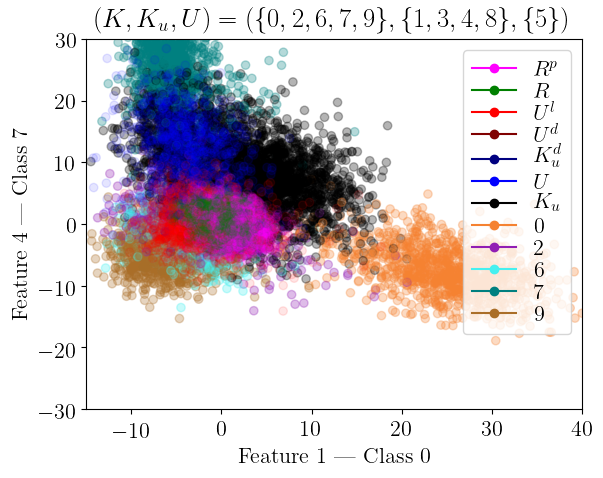 (K, K_u, U) = ({0, 2, 6, 7, 9}, {1, 3, 4, 8}, {5})
30
20
10
0
−10
−20
−30
Feature 4 — Class 7
−10
0
10
20
30
40
Feature 1 — Class 0
R^p
R
U^l
U^d
K_u^d
U
K_u
0
2
6
7
9